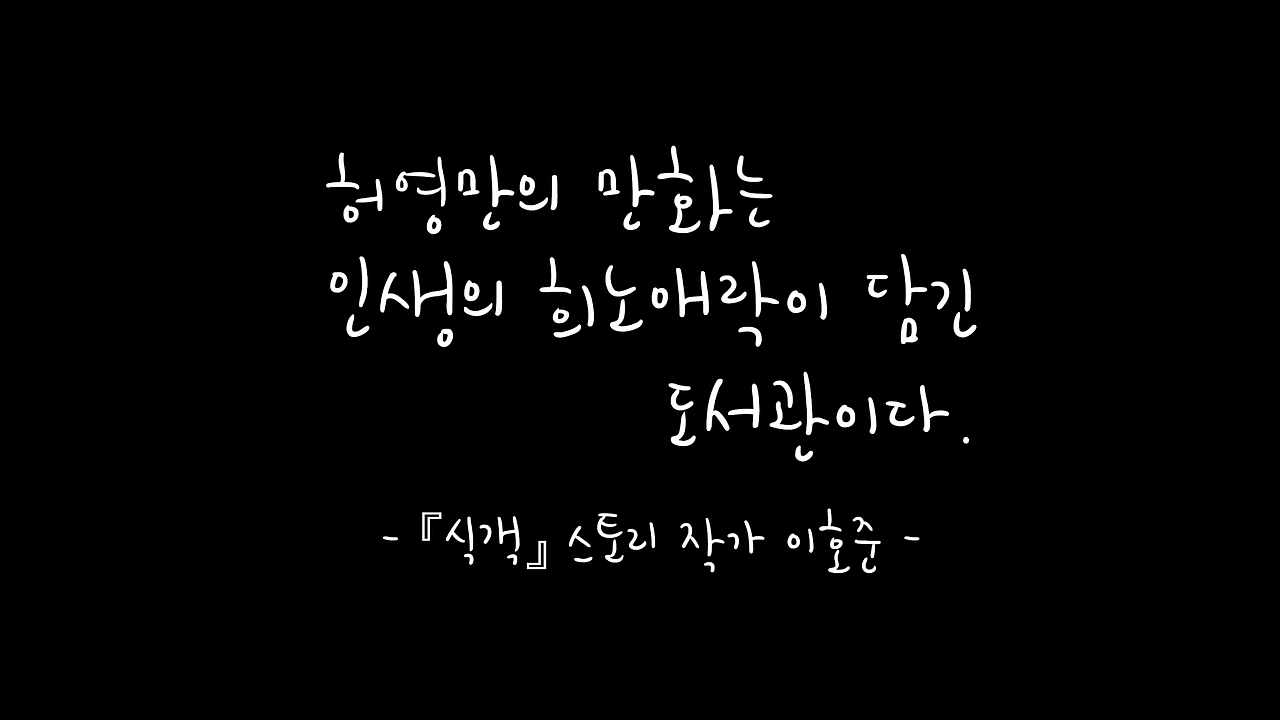 허영만의 만화는
인생의 희노애락이 담긴
도서관이다.
-『식객』 스토리 작가 이호준 -